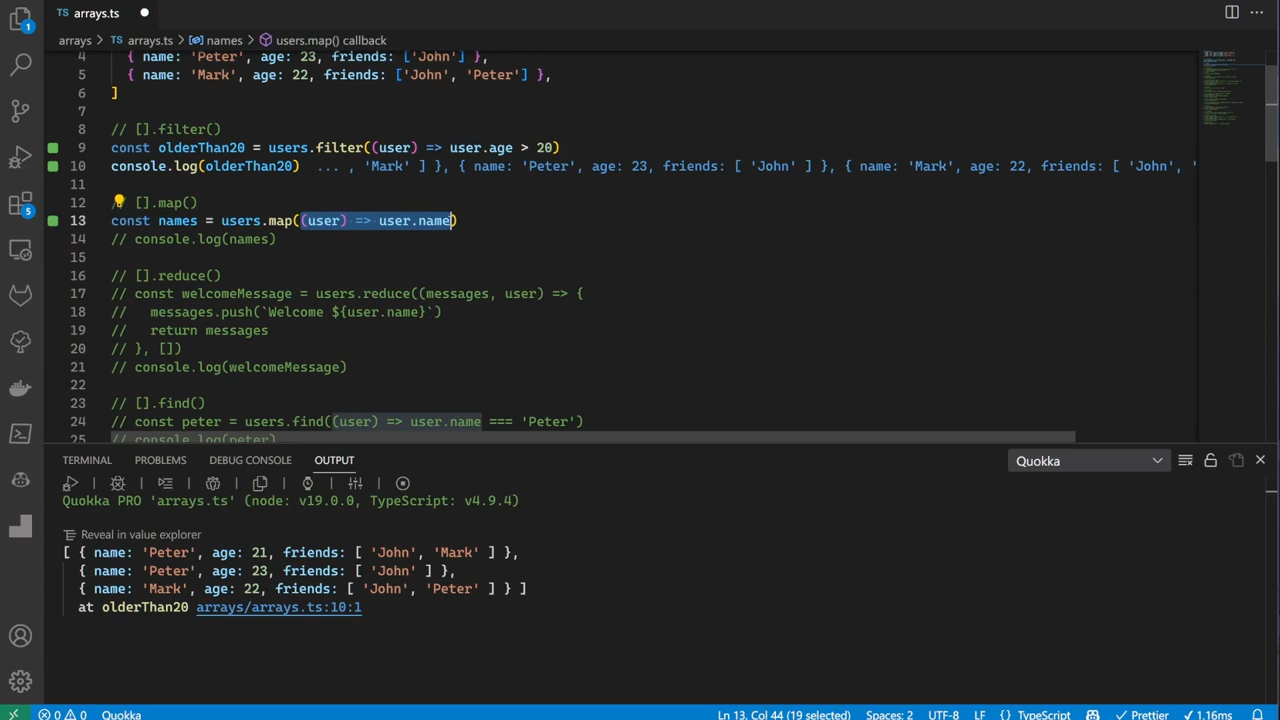 1
TS arrays.ts
arrays > TS arrays.ts > names > users.map() callback
4 { name: 'Peter', age: 23, friends: ['John'] },
5 { name: 'Mark', age: 22, friends: ['John', 'Peter'] },
6 ]
7
8 // [].filter()
9 const olderThan20 = users.filter((user) => user.age > 20)
10 console.log(olderThan20) ... , 'Mark' ] }, { name: 'Peter', age: 23, friends: [ 'John' ] }, { name: 'Mark', age: 22, friends: [ 'John', '
11
12 // [].map()
13 const names = users.map((user) => user.name)
14 // console.log(names)
15
16 // [].reduce()
17 // const welcomeMessage = users.reduce((messages, user) => {
18 // messages.push(`Welcome ${user.name}`)
19 // return messages
20 // }, [])
21 // console.log(welcomeMessage)
22
23 // [].find()
24 // const peter = users.find((user) => user.name === 'Peter')
25 // console.log(peter)
5
TERMINAL PROBLEMS DEBUG CONSOLE OUTPUT Quokka
Quokka PRO 'arrays.ts' (node: v19.0.0, TypeScript: v4.9.4)
Reveal in value explorer
[ { name: 'Peter', age: 21, friends: [ 'John', 'Mark' ] },
{ name: 'Peter', age: 23, friends: [ 'John' ] },
{ name: 'Mark', age: 22, friends: [ 'John', 'Peter' ] } ]
at olderThan20 arrays/arrays.ts:10:1
0 0 Quokka Ln 13, Col 44 (19 selected) Spaces: 2 UTF-8 LF {} TypeScript Prettier 1.16ms